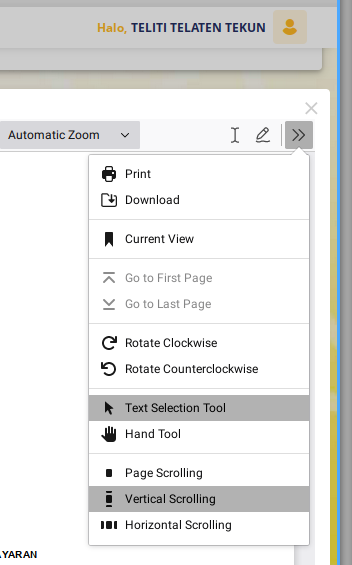 Halo, TELITI TELATEN TEKUN
Automatic Zoom
Print
Download
Current View
Go to First Page
Go to Last Page
Rotate Clockwise
Rotate Counterclockwise
Text Selection Tool
Hand Tool
Page Scrolling
Vertical Scrolling
Horizontal Scrolling
YARAN